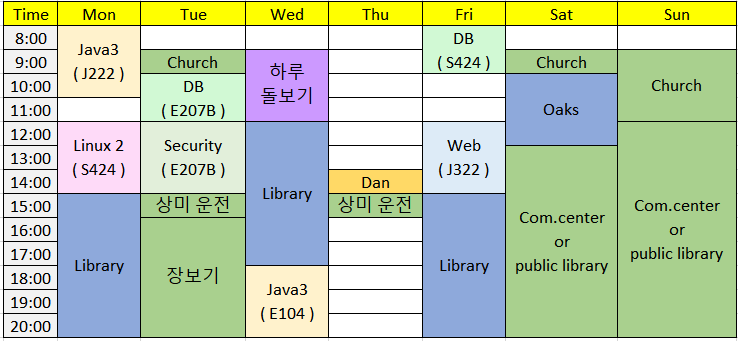 Time Mon Tue Wed Thu Fri Sat Sun
8:00
9:00
10:00
11:00
12:00
13:00
14:00
15:00
16:00
17:00
18:00
19:00
20:00
Java3
( J222 )
Linux 2
( S424 )
Library
Church
DB
( E207B )
Security
( E207B )
상미 운전
장보기
하루
돌보기
Library
Java3
( E104 )
Dan
상미 운전
DB
( S424 )
Web
( J322 )
Library
Church
Oaks
Com.center
or
public library
Church
Com.center
or
public library